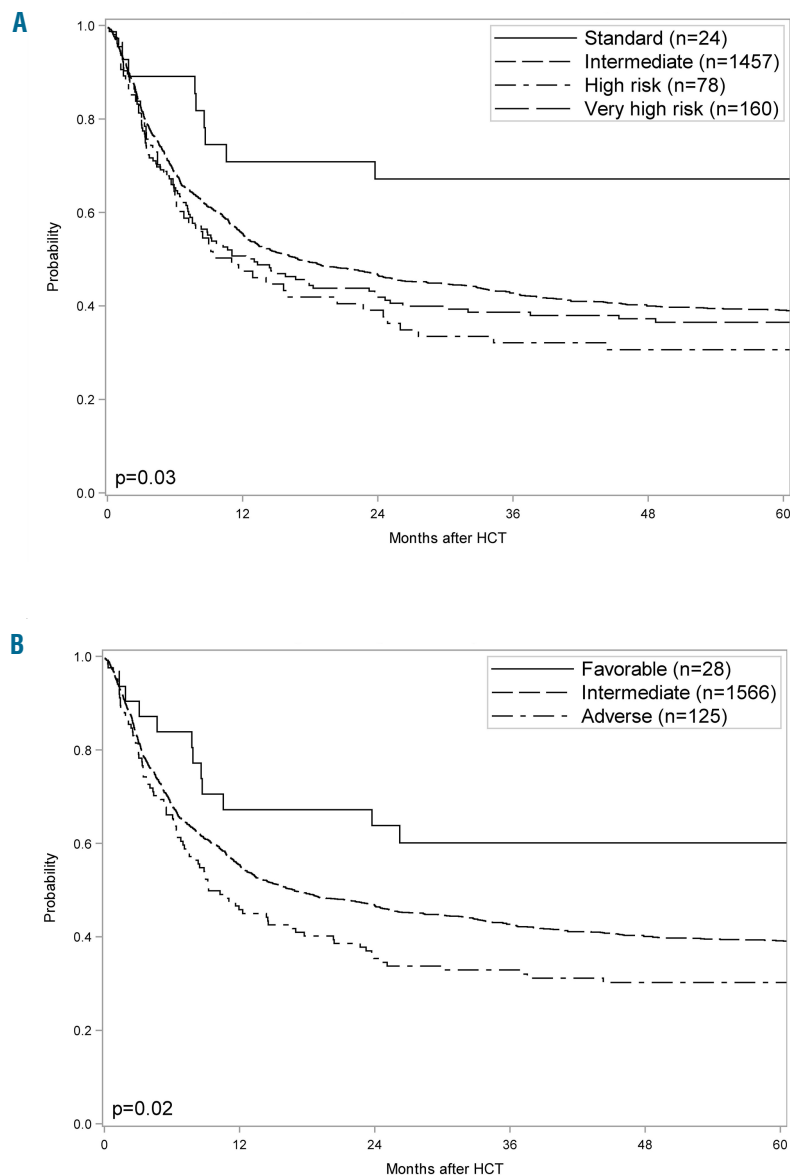 A
1.0
0.8
0.6
0.4
0.2
0.0
Probability
Standard (n=24)
Intermediate (n=1457)
High risk (n=78)
Very high risk (n=160)
p=0.03
0 12 24 36 48 60
Months after HCT
B
1.0
0.8
0.6
0.4
0.2
0.0
Probability
Favorable (n=28)
Intermediate (n=1566)
Adverse (n=125)
p=0.02
0 12 24 36 48 60
Months after HCT